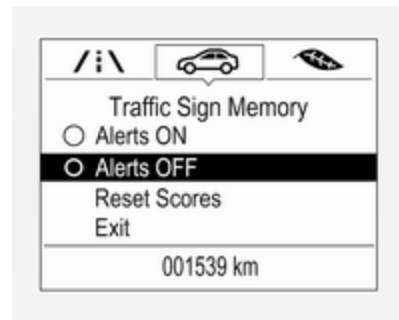 Traffic Sign Memory
Alerts ON
Alerts OFF
Reset Scores
Exit
001539 km